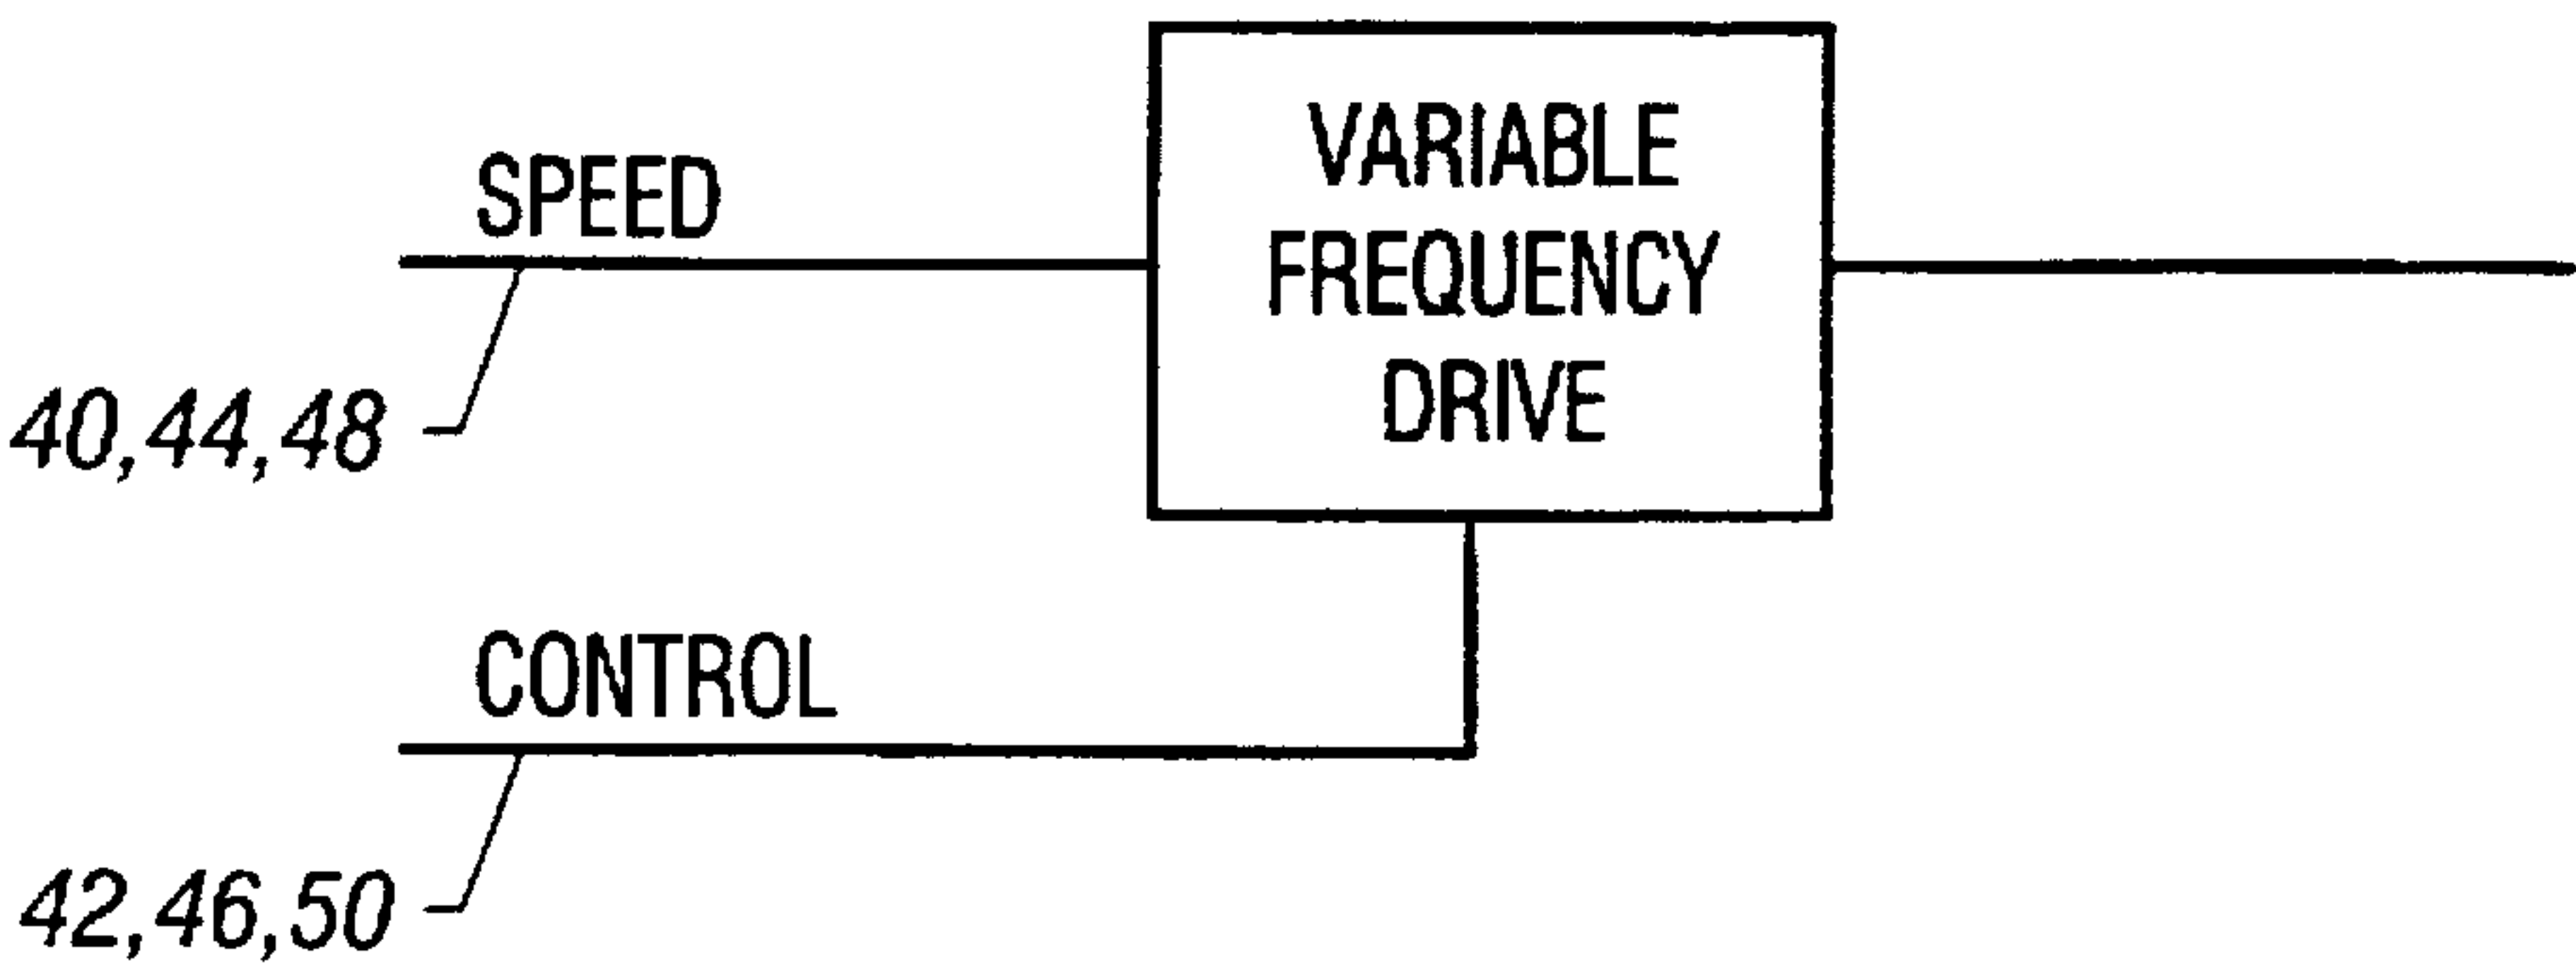 VARIABLE
FREQUENCY
DRIVE
SPEED
40,44,48
CONTROL
42,46,50